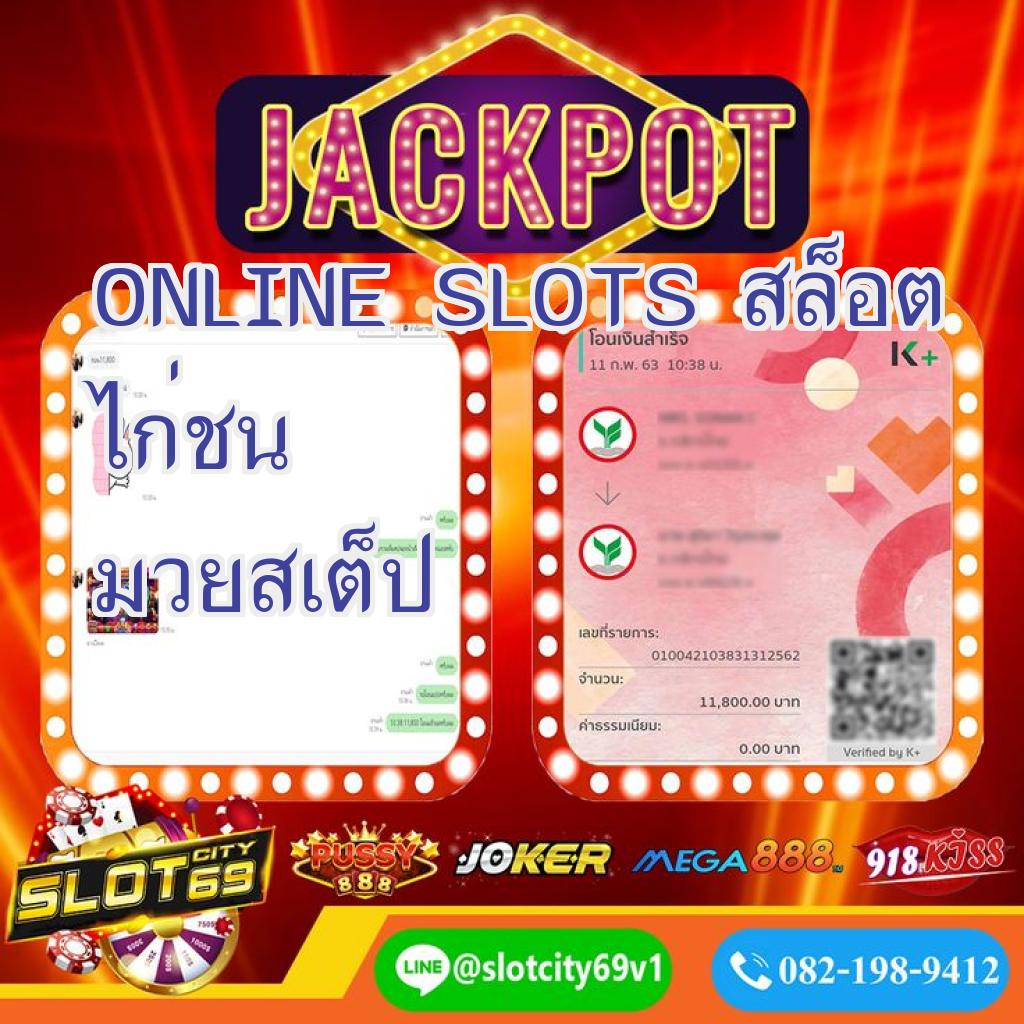 JACKPOT
ONLINE SLOTS สล็อต
ไก่ชน
มวยสเต็ป
โอนเงินสำเร็จ
11 ก.พ. 63 10:38 น.
K+
เลขที่รายการ:
010042103831312562
จำนวน:
11,800.00 บาท
ค่าธรรมเนียม:
0.00 บาท
Verified by K+
SLOT CITY 69
PUSSY 888
JOKER
MEGA888
918KISS
LINE @slotcity69v1
082-198-9412